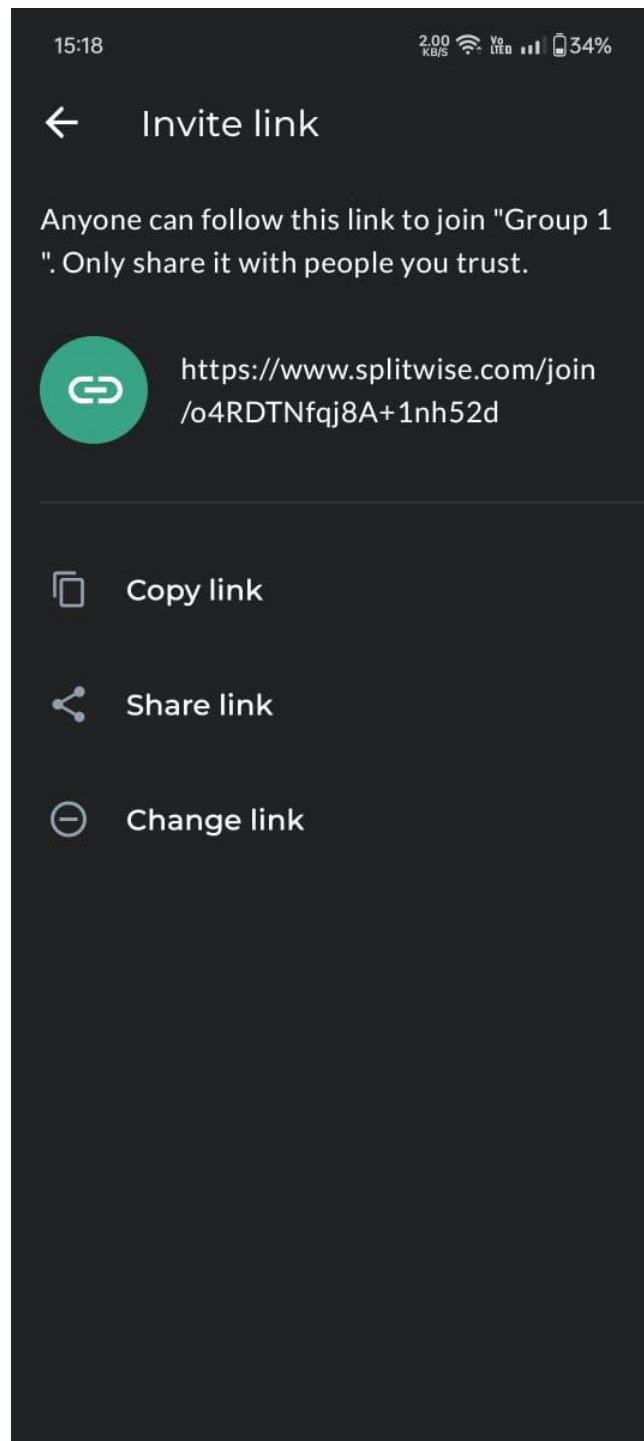 15:18 2.00 KB/S Vo LTED 34%
Invite link
Anyone can follow this link to join "Group 1
". Only share it with people you trust.
https://www.splitwise.com/join
/o4RDTNfqj8A+1nh52d
Copy link
Share link
Change link